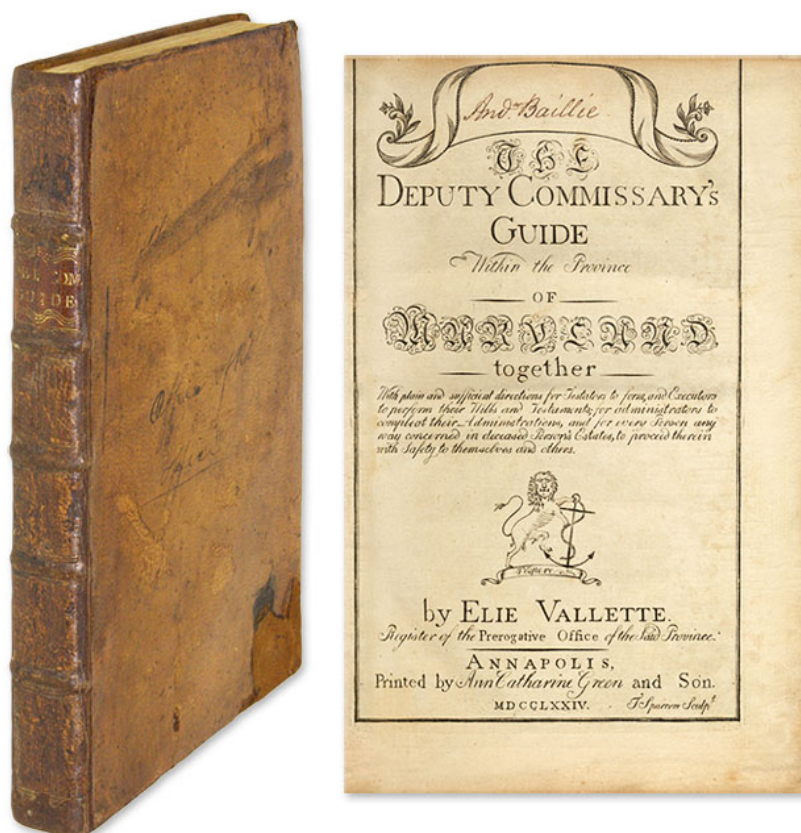 GUIDE
And.w Baillie
THE
DEPUTY COMMISSARY'S
GUIDE
Within the Province
OF
MARYLAND
together
With plain and sufficient directions for Testators to form, and Executors
to perform their Wills and Testaments; for administrators to
compleat their Administrations, and for every Person any
way concerned in deceased Person's Estates, to proceed therein
with Safety to themselves and others.
by ELIE VALLETTE.
Register of the Prerogative Office of the said Province.
ANNAPOLIS,
Printed by Ann Catharine Green and Son.
MDCCLXXIV.
T. Sparrow Sculpt.